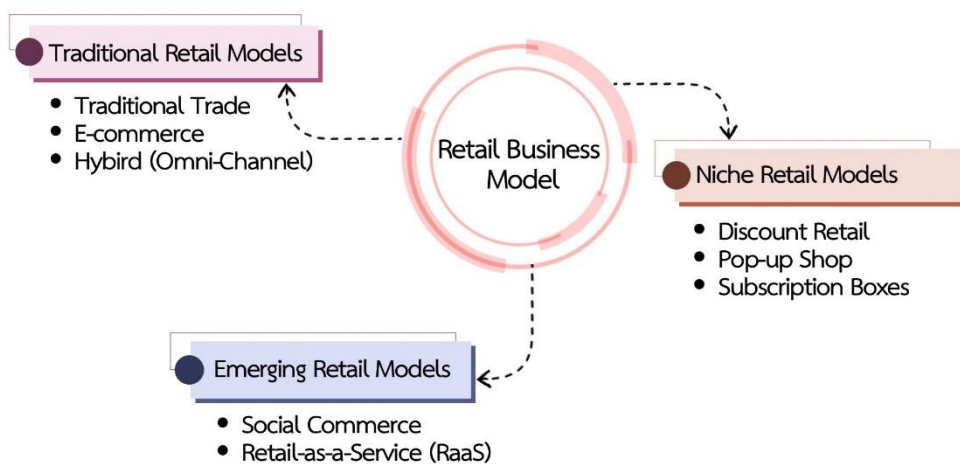 Traditional Retail Models
• Traditional Trade
• E-commerce
• Hybird (Omni-Channel)
Retail Business
Model
Niche Retail Models
• Discount Retail
• Pop-up Shop
• Subscription Boxes
Emerging Retail Models
• Social Commerce
• Retail-as-a-Service (RaaS)